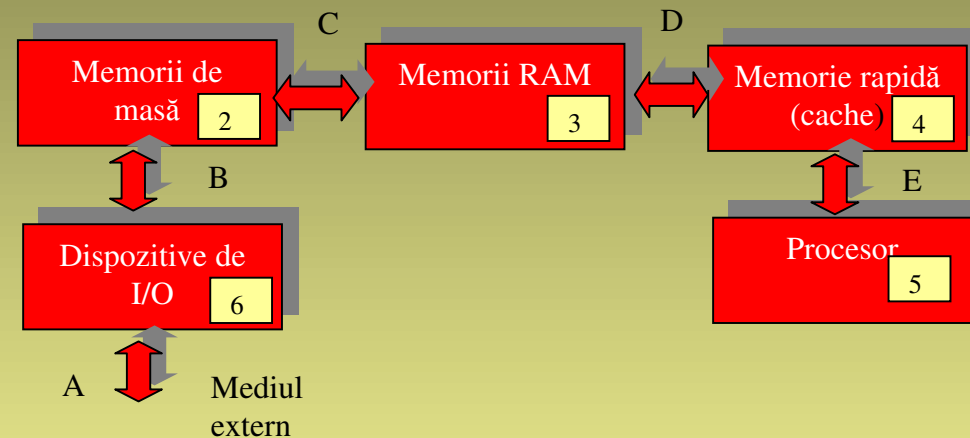 C
D
Memorii de
masă
2
Memorii RAM
3
Memorie rapidă
(cache)
4
B
E
Dispozitive de
I/O
6
Procesor
5
A
Mediul
extern